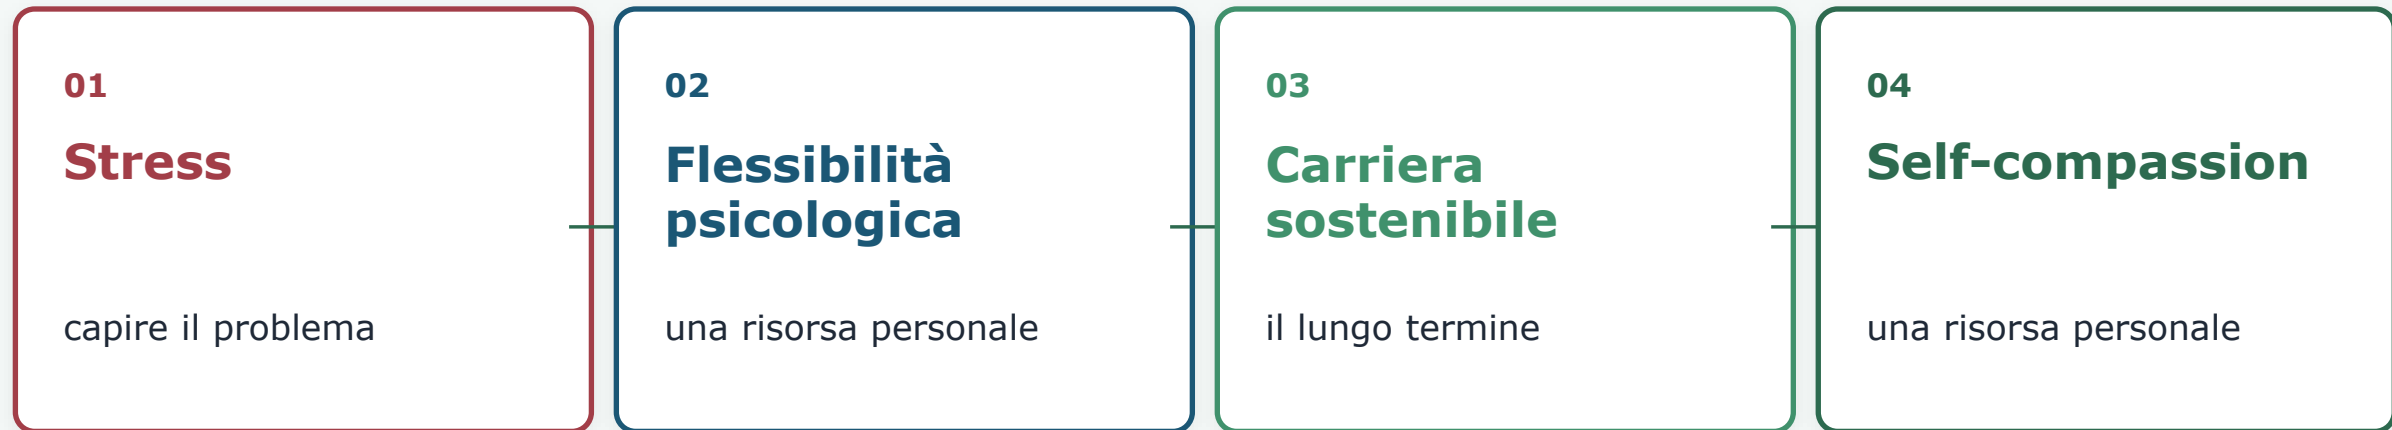 01
Stress
capire il problema
02
Flessibilità
psicologica
una risorsa personale
03
Carriera
sostenibile
il lungo termine
04
Self-compassion
una risorsa personale